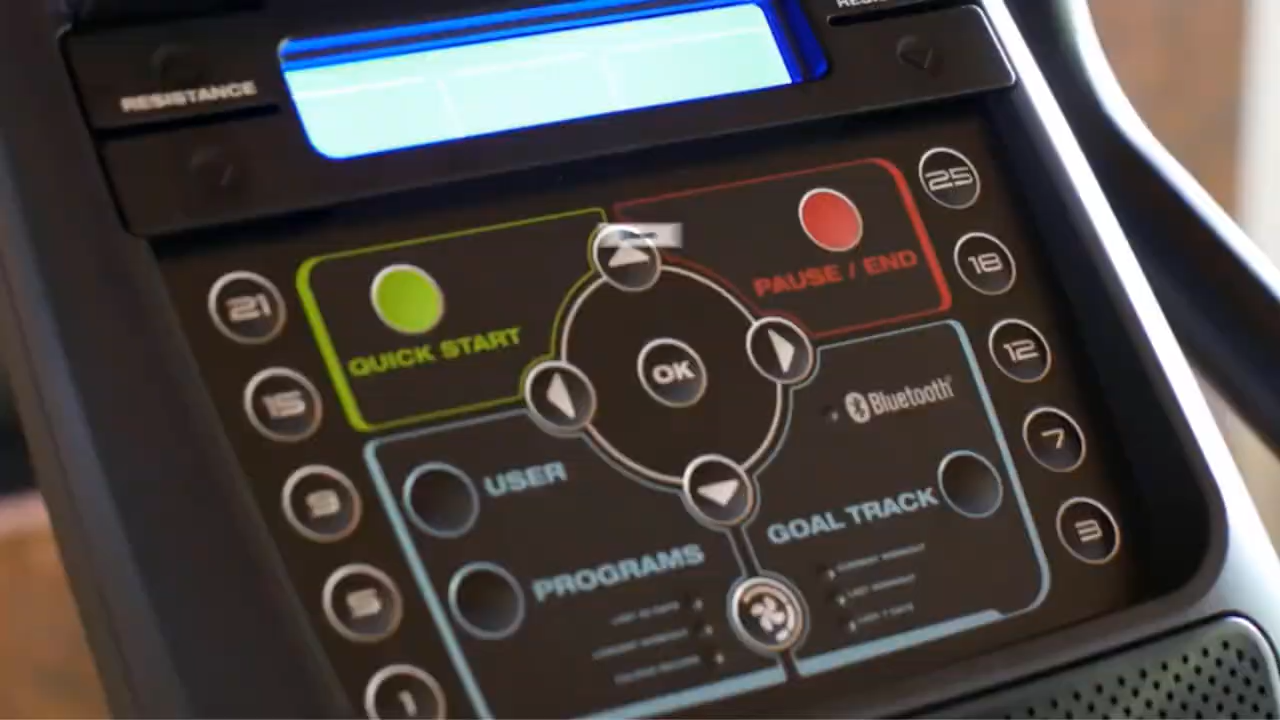 RESISTANCE
25
21
PAUSE / END
18
QUICK START
12
OK
15
Bluetooth
7
USER
9
GOAL TRACK
3
PROGRAMS
5
1